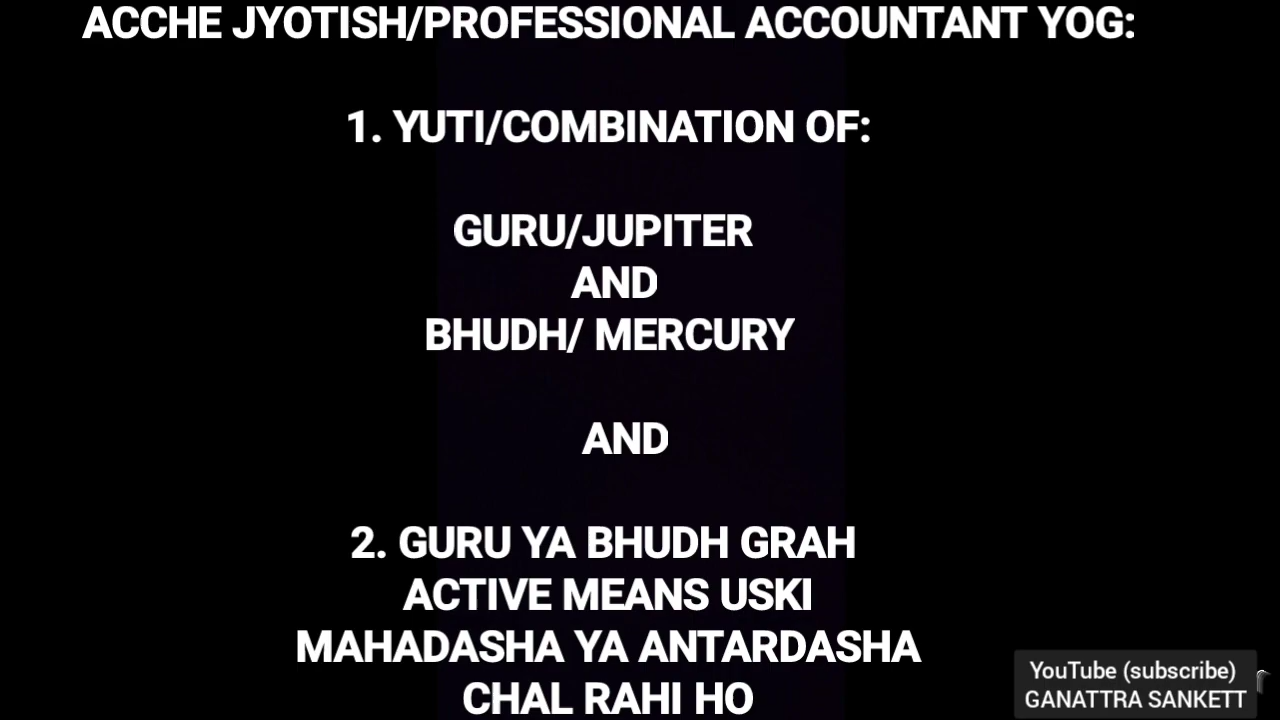 ACCHE JYOTISH/PROFESSIONAL ACCOUNTANT YOG:
1. YUTI/COMBINATION OF:
GURU/JUPITER
AND
BHUDH/ MERCURY
AND
2. GURU YA BHUDH GRAH
ACTIVE MEANS USKI
MAHADASHA YA ANTARDASHA
CHAL RAHI HO
YouTube (subscribe)
GANATTRA SANKETT